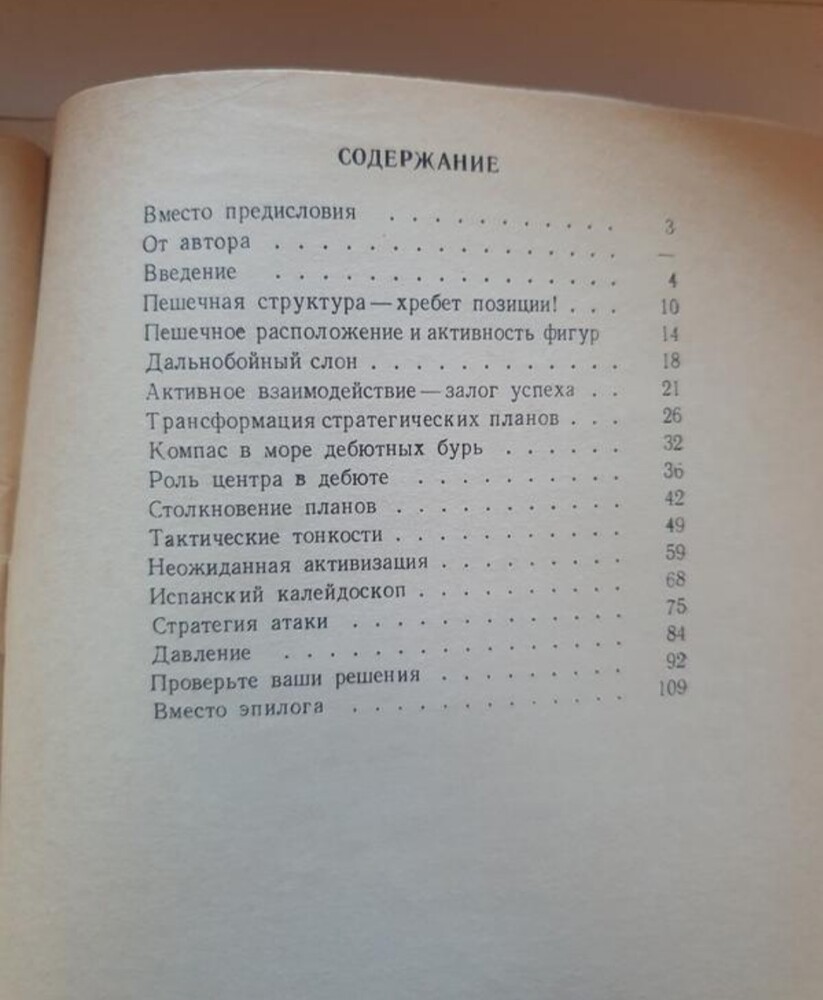 СОДЕРЖАНИЕ
Вместо предисловия . . . . . . . . . . . 3
От автора . . . . . . . . . . . . . . . . —
Введение . . . . . . . . . . . . . . . . 4
Пешечная структура — хребет позиции! . . . 10
Пешечное расположение и активность фигур 14
Дальнобойный слон . . . . . . . . . . . . 18
Активное взаимодействие — залог успеха . . 21
Трансформация стратегических планов . . . 26
Компас в море дебютных бурь . . . . . . 32
Роль центра в дебюте . . . . . . . . . . 36
Столкновение планов . . . . . . . . . . . 42
Тактические тонкости . . . . . . . . . . . 49
Неожиданная активизация . . . . . . . . . 59
Испанский калейдоскоп . . . . . . . . . . 68
Стратегия атаки . . . . . . . . . . . . . 75
Давление . . . . . . . . . . . . . . . . 84
Проверьте ваши решения . . . . . . . . . 92
Вместо эпилога . . . . . . . . . . . . . 109